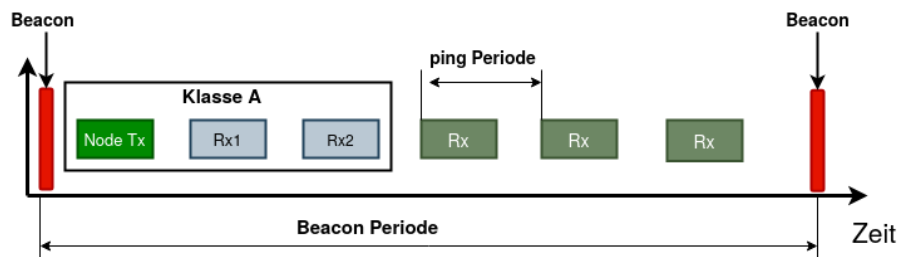 Beacon
Beacon
ping Periode
Klasse A
Node Tx
Rx1
Rx2
Rx
Rx
Rx
Beacon Periode
Zeit